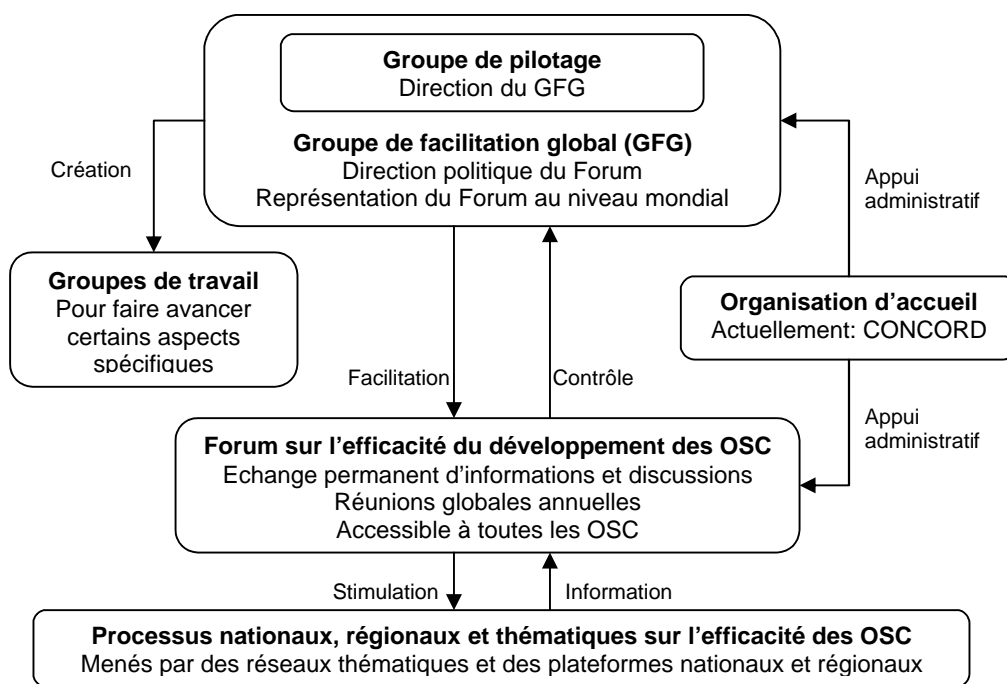 Groupe de pilotage
Direction du GFG
Groupe de facilitation global (GFG)
Direction politique du Forum
Représentation du Forum au niveau mondial
Création
Appui
administratif
Groupes de travail
Pour faire avancer
certains aspects
spécifiques
Organisation d’accueil
Actuellement: CONCORD
Facilitation
Contrôle
Appui
administratif
Forum sur l’efficacité du développement des OSC
Echange permanent d’informations et discussions
Réunions globales annuelles
Accessible à toutes les OSC
Stimulation
Information
Processus nationaux, régionaux et thématiques sur l’efficacité des OSC
Menés par des réseaux thématiques et des plateformes nationaux et régionaux